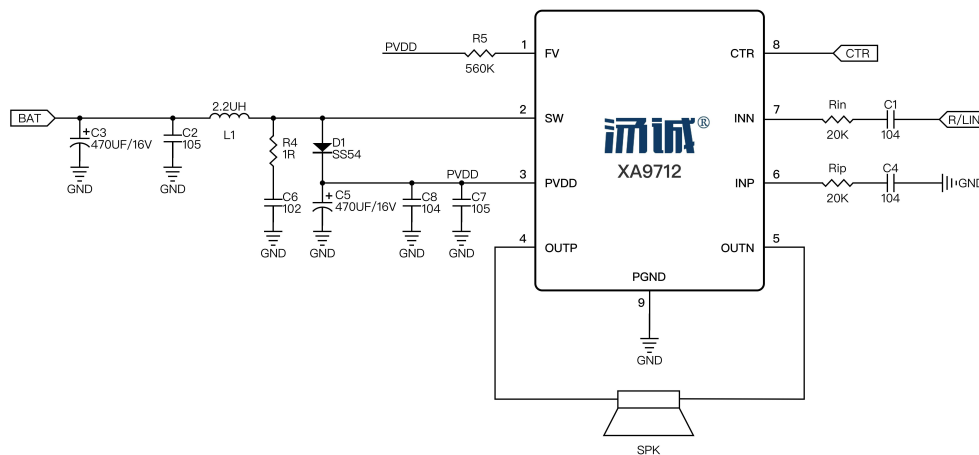 PVDD
R5
560K
1
FV
CTR
8
CTR
BAT
C3
470UF/16V
GND
C2
105
GND
2.2UH
L1
R4
1R
C6
102
GND
D1
SS54
2
SW
INN
7
Rin
20K
C1
104
R/LIN
XA9712
®
PVDD
3
PVDD
INP
6
Rip
20K
C4
104
GND
C5
470UF/16V
GND
C8
104
GND
C7
105
GND
4
OUTP
OUTN
5
PGND
9
GND
SPK